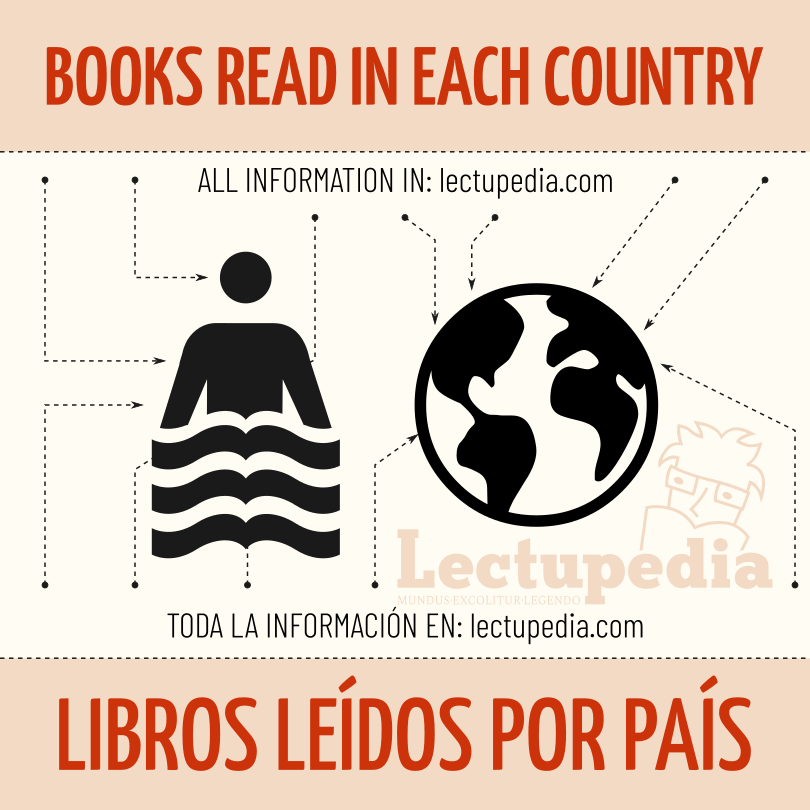 BOOKS READ IN EACH COUNTRY
ALL INFORMATION IN: lectupedia.com
Lectupedia
MUNDUS·EXCOLITUR·LEGENDO
TODA LA INFORMACIÓN EN: lectupedia.com
LIBROS LEÍDOS POR PAÍS